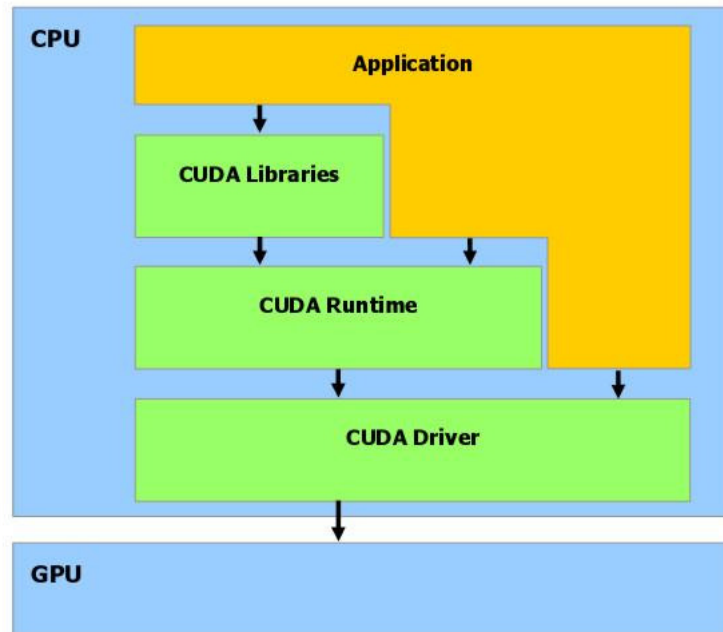 CPU
Application
CUDA Libraries
CUDA Runtime
CUDA Driver
GPU